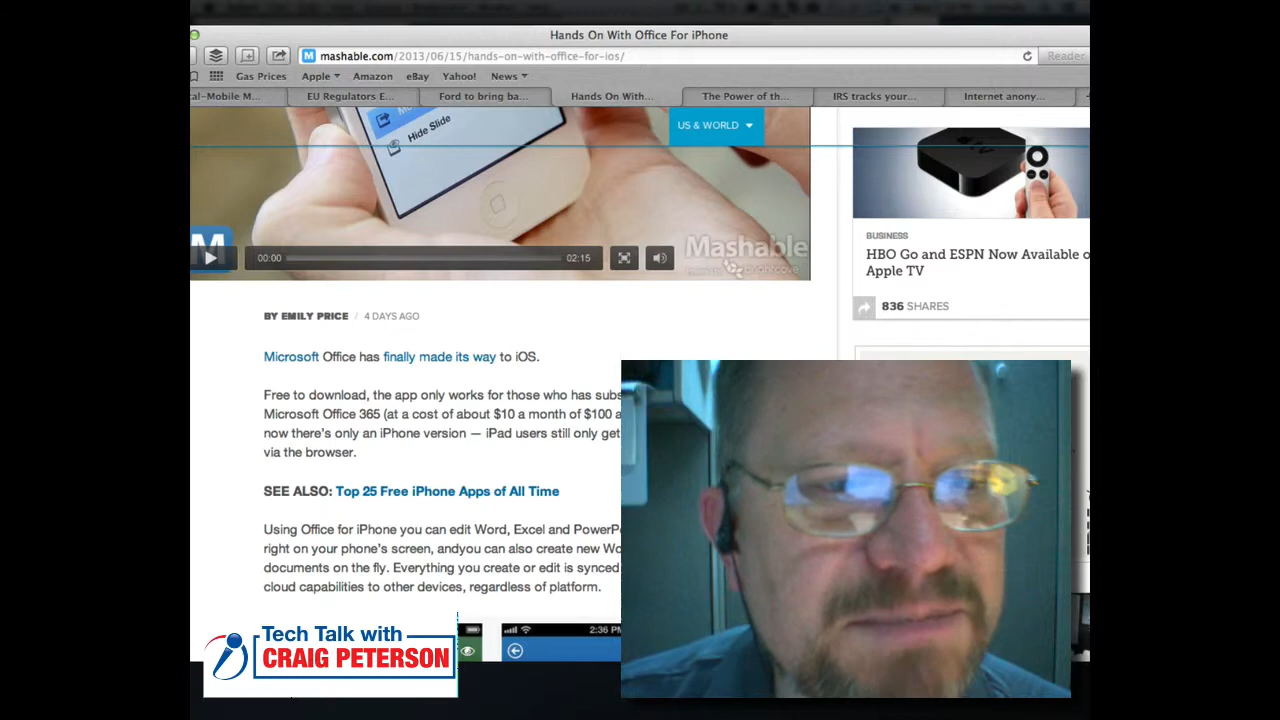 Hands On With Office For iPhone
mashable.com/2013/06/15/hands-on-with-office-for-ios/
Reader
Gas Prices Apple Amazon eBay Yahoo! News
al-Mobile M... EU Regulators E... Ford to bring ba... Hands On With... The Power of th... IRS tracks your... Internet anony...
Hide Slide
US & WORLD
M
00:00 02:15
Mashable
BUSINESS
HBO Go and ESPN Now Available o
Apple TV
836 SHARES
BY EMILY PRICE / 4 DAYS AGO
Microsoft Office has finally made its way to iOS.
Free to download, the app only works for those who has subs
Microsoft Office 365 (at a cost of about $10 a month of $100 a
now there's only an iPhone version — iPad users still only get
via the browser.
SEE ALSO: Top 25 Free iPhone Apps of All Time
Using Office for iPhone you can edit Word, Excel and PowerPo
right on your phone's screen, andyou can also create new Wo
documents on the fly. Everything you create or edit is synced
cloud capabilities to other devices, regardless of platform.
2:36 PM
Tech Talk with
CRAIG PETERSON